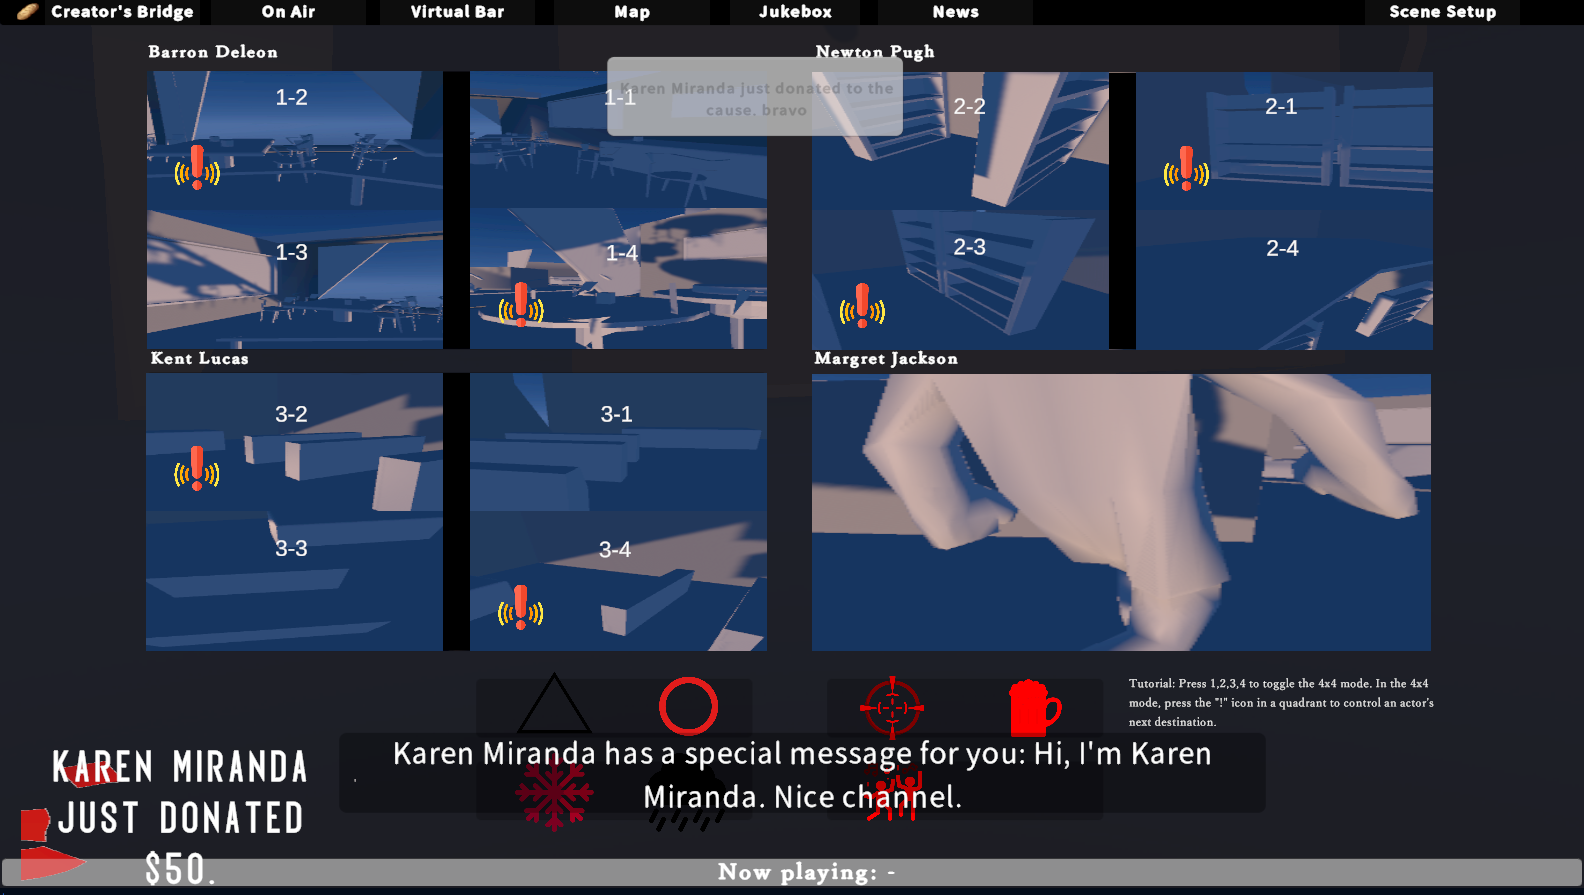 Creator's Bridge
On Air
Virtual Bar
Map
Jukebox
News
Scene Setup
Barron Deleon
Newton Pugh
Karen Miranda just donated to the
cause. bravo
1-2
1-1
2-2
2-1
1-3
1-4
2-3
2-4
Kent Lucas
Margret Jackson
3-2
3-1
3-3
3-4
Tutorial: Press 1,2,3,4 to toggle the 4x4 mode. In the 4x4
mode, press the "!" icon in a quadrant to control an actor's
next destination.
Karen Miranda has a special message for you: Hi, I'm Karen
Miranda. Nice channel.
KAREN MIRANDA
JUST DONATED
$50.
Now playing: -